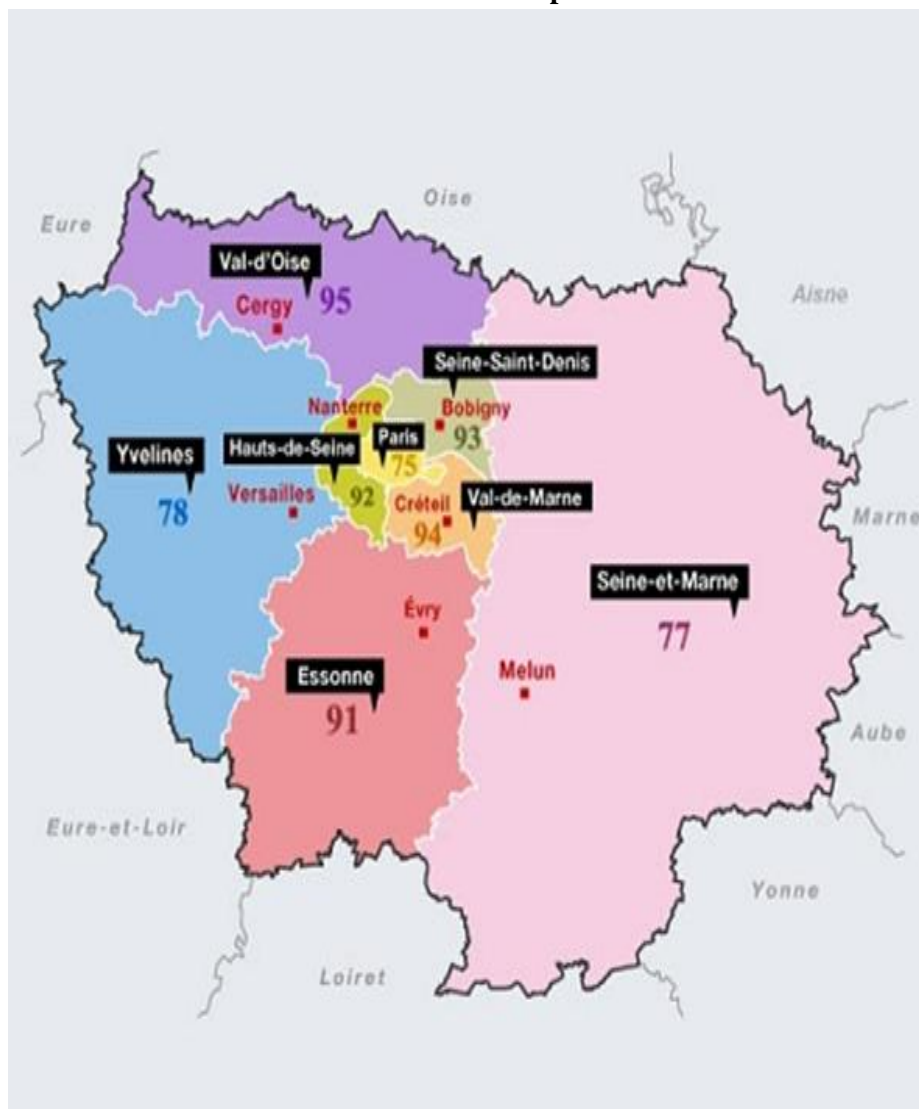 Oise
Eure
Val-d'Oise
95
Cergy
Aisne
Seine-Saint-Denis
Nanterre
Bobigny
Paris
93
Hauts-de-Seine
75
Yvelines
Versailles
92
Créteil
Val-de-Marne
78
94
Marne
Seine-et-Marne
Évry
77
Essonne
Melun
91
Aube
Eure-et-Loir
Yonne
Loiret